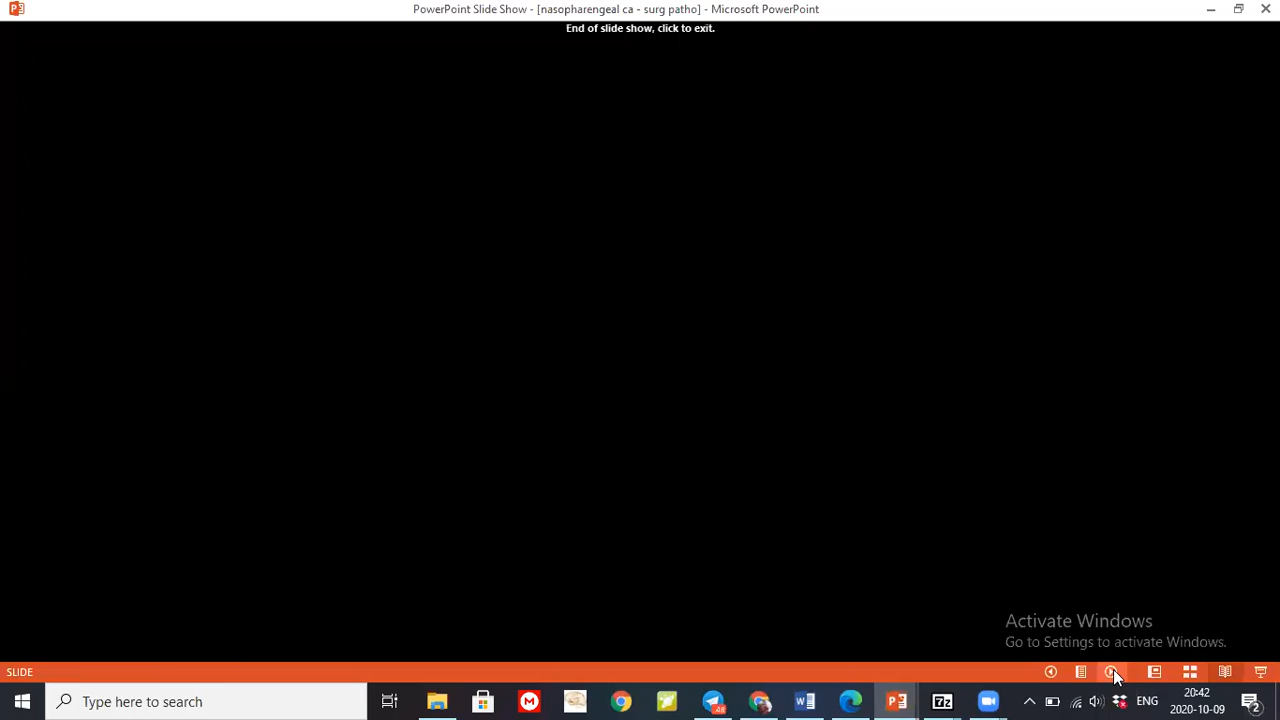 PowerPoint Slide Show - [nasopharengeal ca - surg patho] - Microsoft PowerPoint
End of slide show, click to exit.
Activate Windows
Go to Settings to activate Windows.
SLIDE
Type here to search
ENG
20:42
2020-10-09